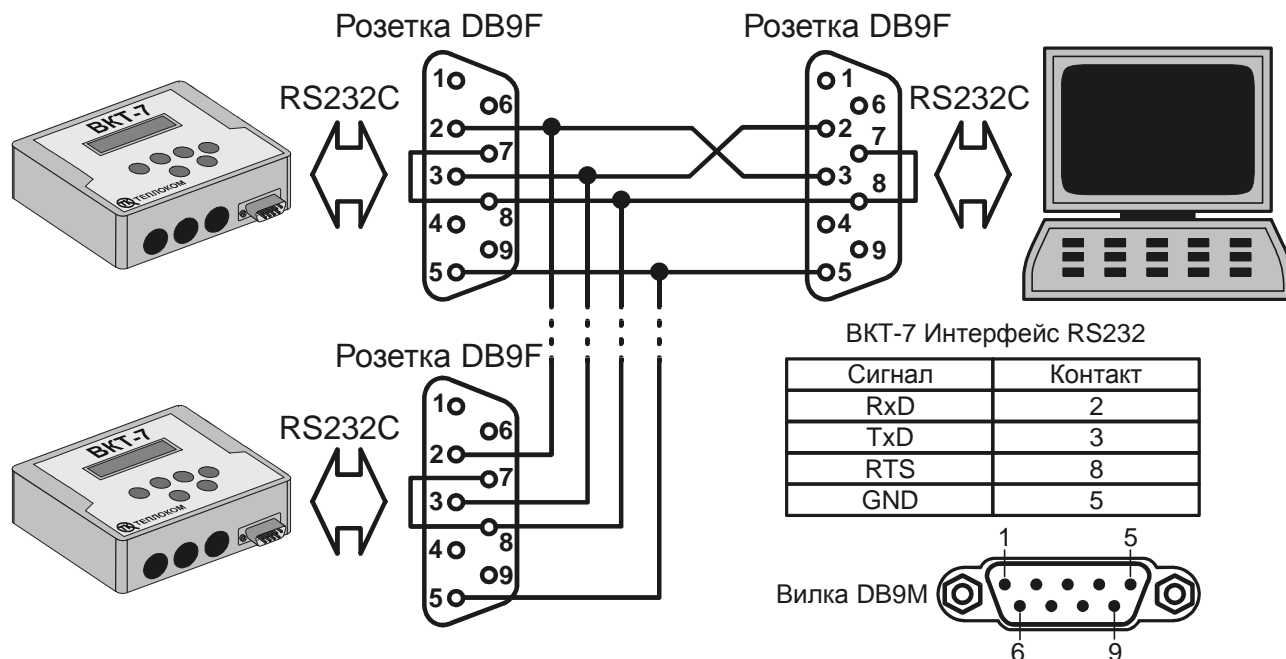 Розетка DB9F
Розетка DB9F
RS232C
RS232C
ВКТ-7
ТЕПЛОКОМ
1
6
2
7
3
8
4
9
5
1
6
2
7
3
8
4
9
5
Розетка DB9F
RS232C
ВКТ-7
ТЕПЛОКОМ
1
6
2
7
3
8
4
9
5
ВКТ-7 Интерфейс RS232
Сигнал Контакт
RxD 2
TxD 3
RTS 8
GND 5
1 5
Вилка DB9M
6 9